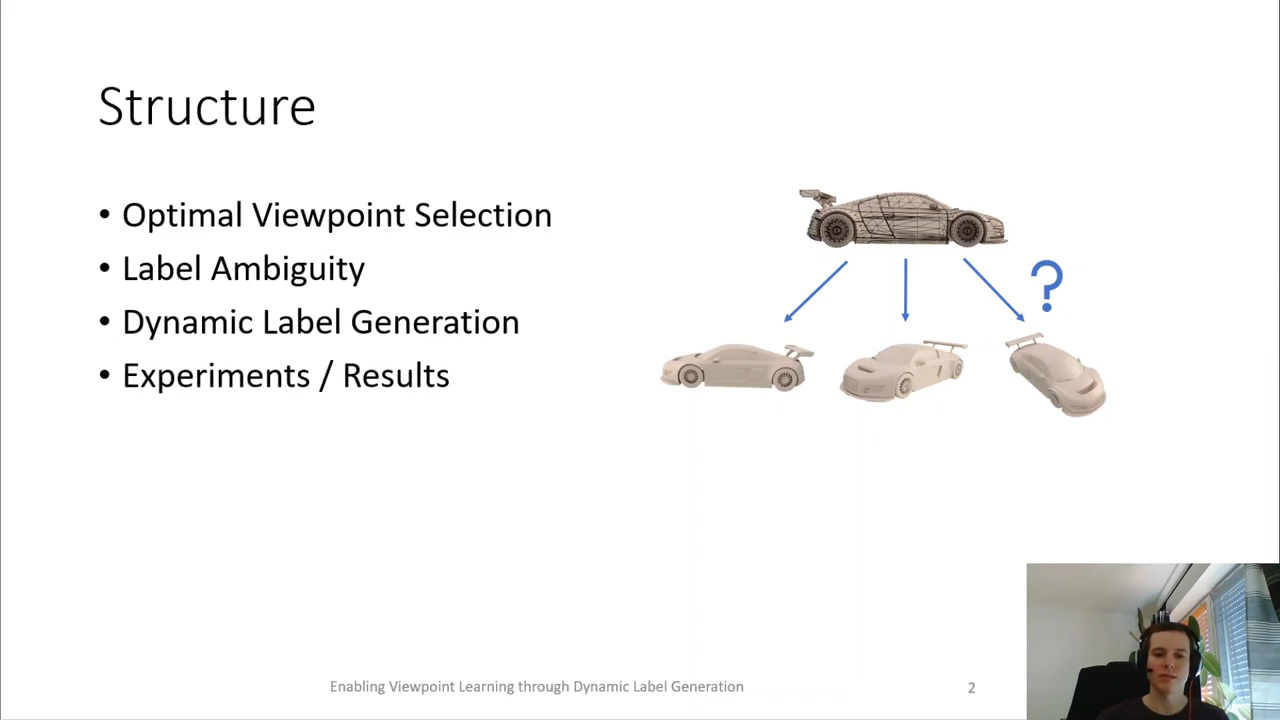 Structure
• Optimal Viewpoint Selection
• Label Ambiguity
• Dynamic Label Generation
• Experiments / Results
?
Enabling Viewpoint Learning through Dynamic Label Generation
2